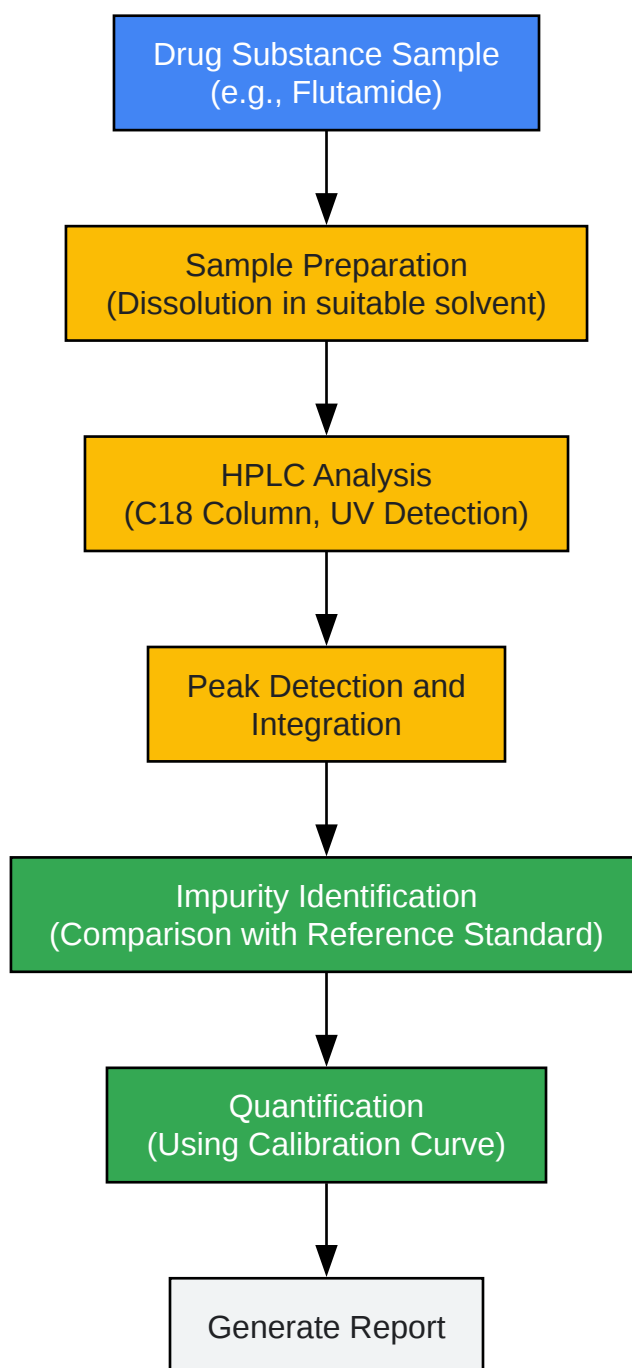 Drug Substance Sample
(e.g., Flutamide)
Sample Preparation
(Dissolution in suitable solvent)
HPLC Analysis
(C18 Column, UV Detection)
Peak Detection and
Integration
Impurity Identification
(Comparison with Reference Standard)
Quantification
(Using Calibration Curve)
Generate Report